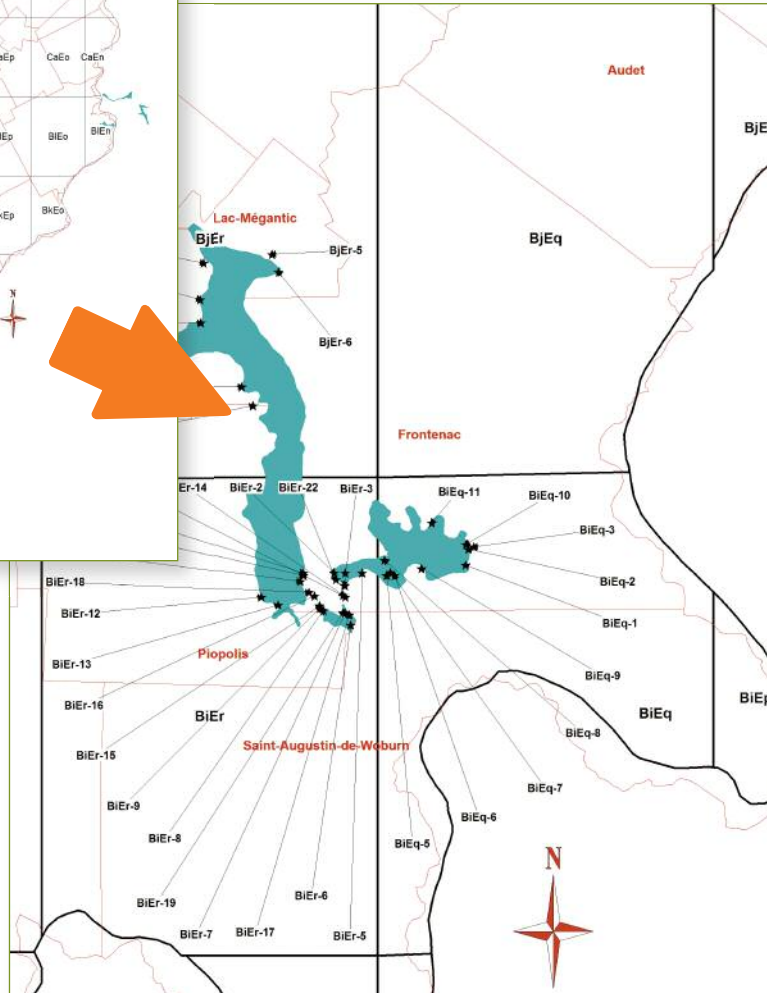 CaEo CaEn
BlEo BlEn
BkEo
N
Audet
Lac-Mégantic
BjEr
BjEq
BjEr-5
BjEr-6
Frontenac
BiEr-2 BiEr-22 BiEr-3
BiEq-11
BiEq-10
BiEq-3
BiEq-2
BiEq-1
BiEr-18
BiEr-12
BiEr-13
Piopolis
BiEq-9
BiEr-16
BiEr
BiEq
BiEq-8
BiEr-15
Saint-Augustin-de-Woburn
BiEq-7
BiEr-9
BiEq-6
BiEr-8
BiEq-5
N
BiEr-6
BiEr-19
BiEr-7
BiEr-17
BiEr-5